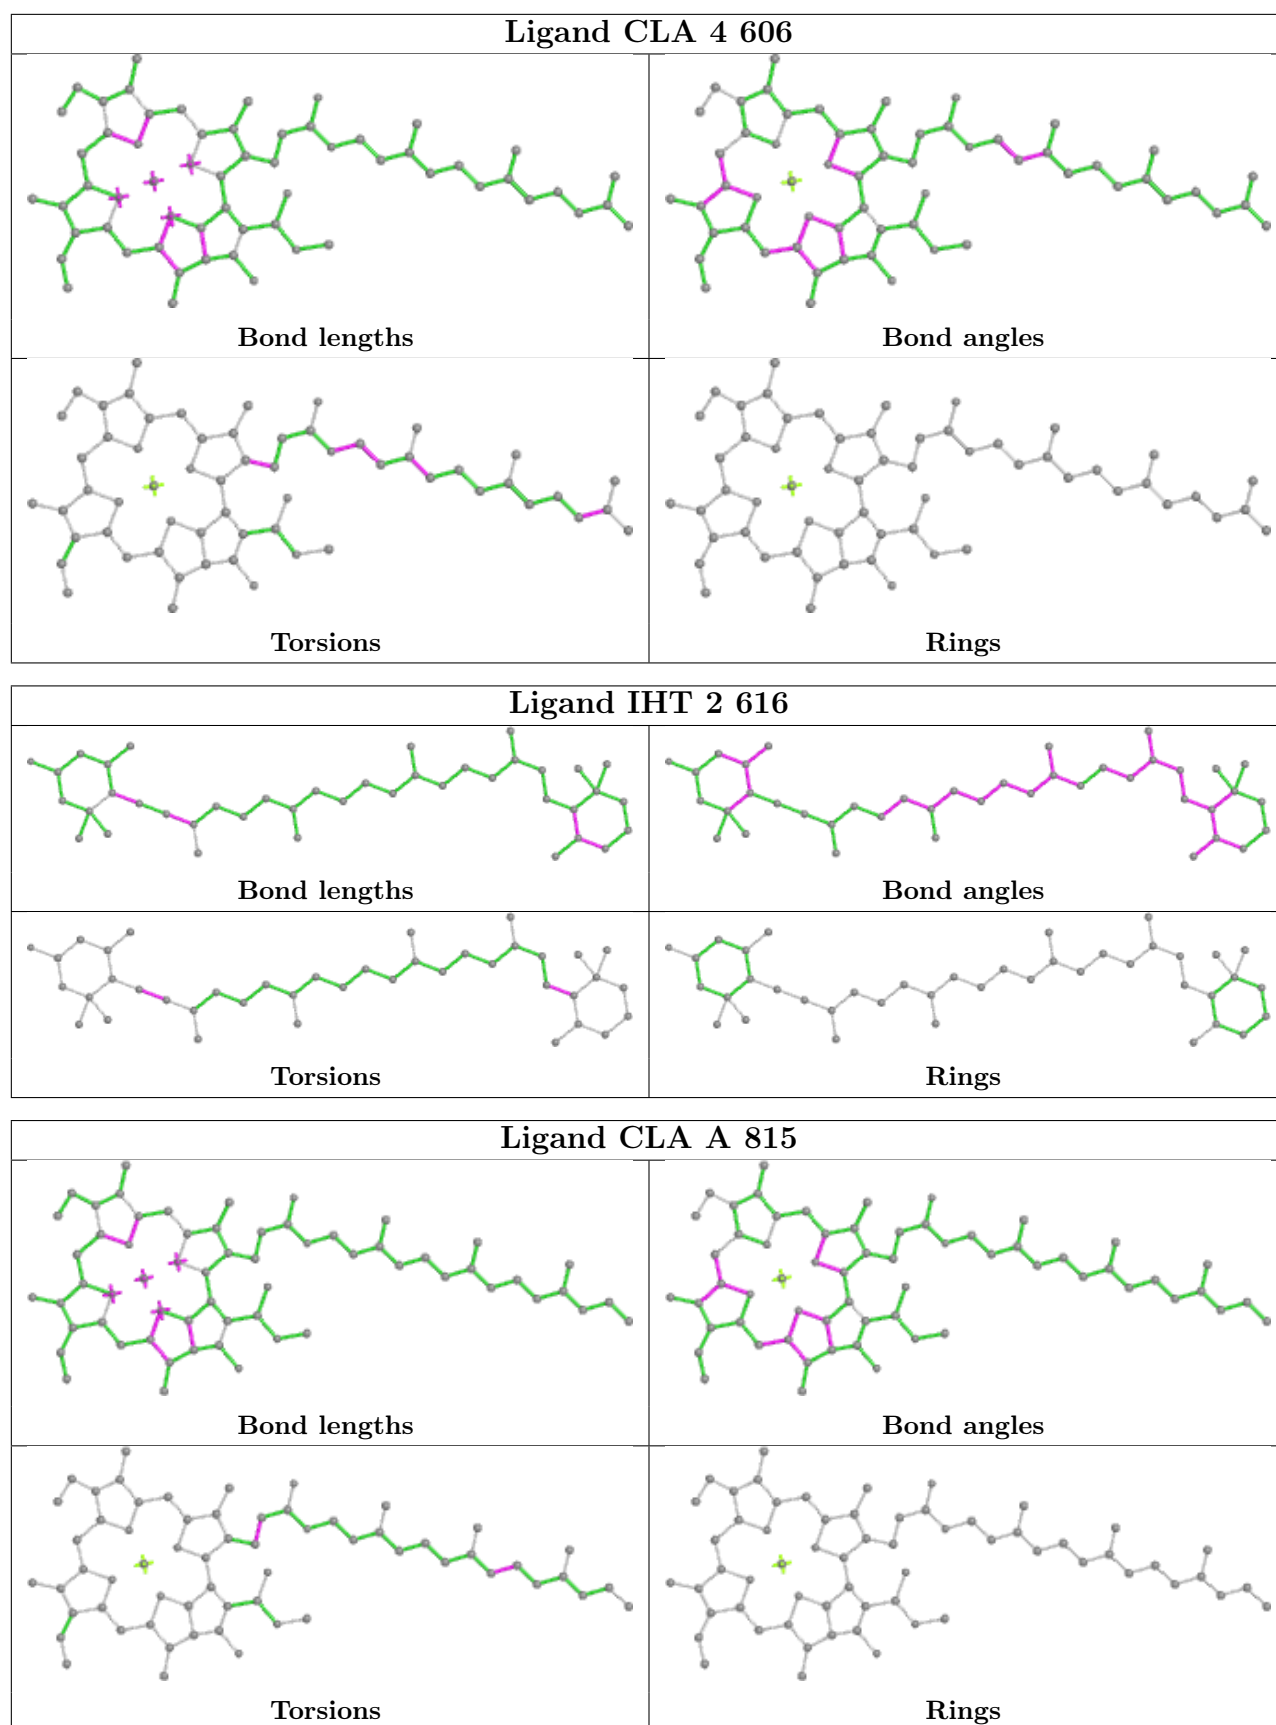 Ligand CLA 4 606
Bond lengths
Bond angles
Torsions
Rings
Ligand IHT 2 616
Bond lengths
Bond angles
Torsions
Rings
Ligand CLA A 815
Bond lengths
Bond angles
Torsions
Rings